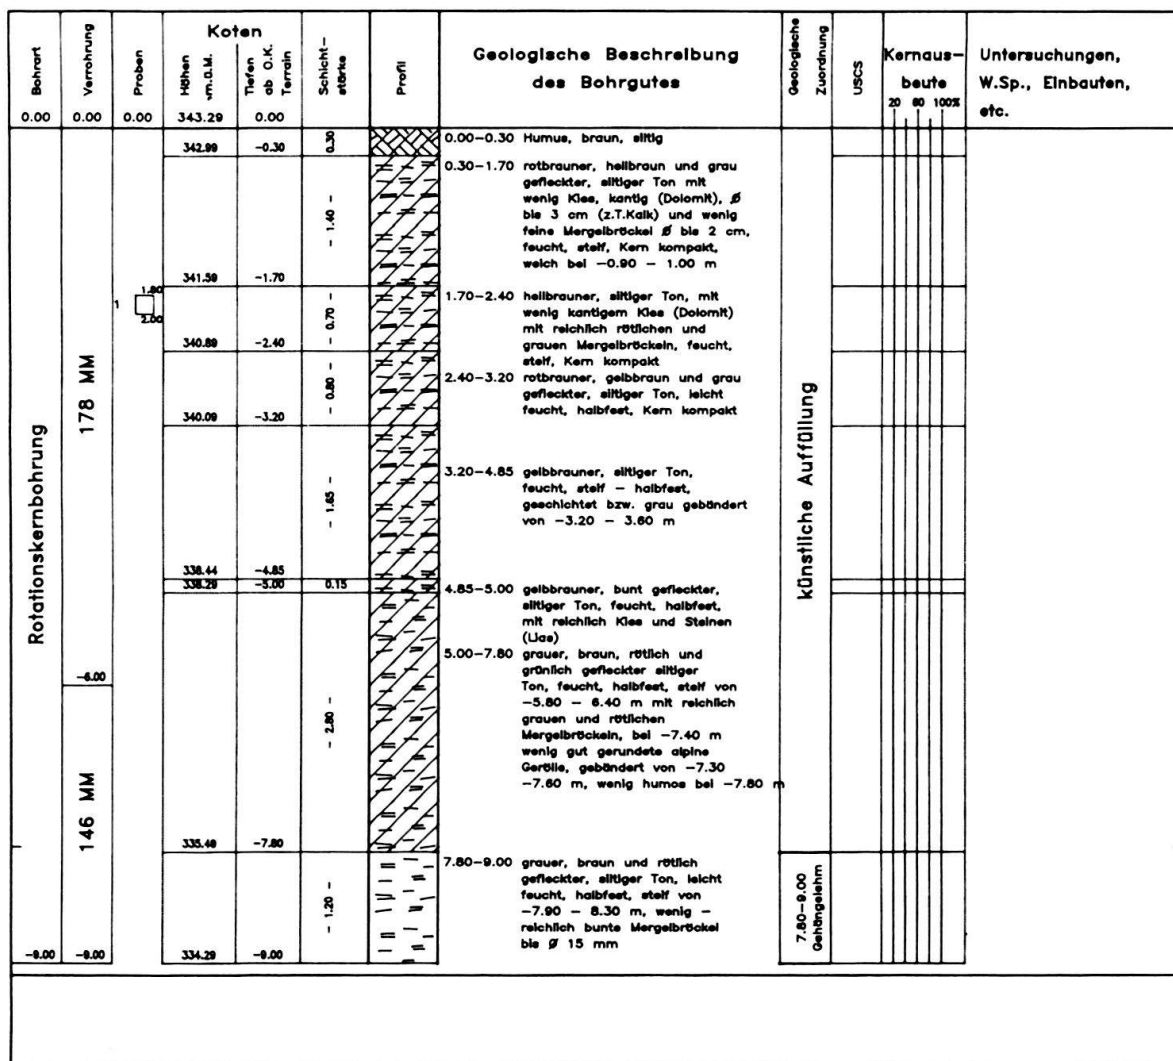 Bohrart
Verrohrung
Proben
Koten
Höhen
m.ü.M.
Tiefen
ab O.K.
Terrain
Schicht-
stärke
Profil
Geologische Beschreibung
des Bohrgutes
Geologische
Zuordnung
USCS
Kernaus-
beute
20 60 100%
Untersuchungen,
W.Sp., Einbauten,
etc.
0.00 0.00 0.00 343.29 0.00
342.99 -0.30 0.30
0.00-0.30 Humus, braun, siltig
0.30-1.70 rotbrauner, hellbraun und grau
gefleckter, siltiger Ton mit
wenig Kies, kantig (Dolomit), Ø
bis 3 cm (z.T.Kalk) und wenig
feine Mergelbröckel Ø bis 2 cm,
feucht, steif, Kern kompakt,
weich bei -0.90 - 1.00 m
- 1.40 -
341.59 -1.70
1 1.80
2.00
1.70-2.40 hellbrauner, siltiger Ton, mit
wenig kantigem Kies (Dolomit)
mit reichlich rötlichen und
grauen Mergelbröckeln, feucht,
steif, Kern kompakt
- 0.70 -
340.89 -2.40
2.40-3.20 rotbrauner, gelbbraun und grau
gefleckter, siltiger Ton, leicht
feucht, halbfest, Kern kompakt
- 0.80 -
340.09 -3.20
178 MM
Rotationskernbohrung
künstliche Auffüllung
3.20-4.85 gelbbrauner, siltiger Ton,
feucht, steif - halbfest,
geschichtet bzw. grau gebändert
von -3.20 - 3.60 m
- 1.65 -
338.44 -4.85
338.29 -5.00 0.15
4.85-5.00 gelbbrauner, bunt gefleckter,
siltiger Ton, feucht, halbfest,
mit reichlich Kies und Steinen
(Lias)
5.00-7.80 grauer, braun, rötlich und
grünlich gefleckter siltiger
Ton, feucht, halbfest, steif von
-5.80 - 6.40 m mit reichlich
grauen und rötlichen
Mergelbröckeln, bei -7.40 m
wenig gut gerundete alpine
Gerölle, gebändert von -7.30
-7.60 m, wenig humos bei -7.80 m
-6.00
- 2.80 -
146 MM
335.49 -7.80
7.80-9.00 grauer, braun und rötlich
gefleckter, siltiger Ton, leicht
feucht, halbfest, steif von
-7.90 - 8.30 m, wenig -
reichlich bunte Mergelbröckel
bis Ø 15 mm
- 1.20 -
7.80-9.00
Gehängelehm
-9.00 -9.00 334.29 -9.00